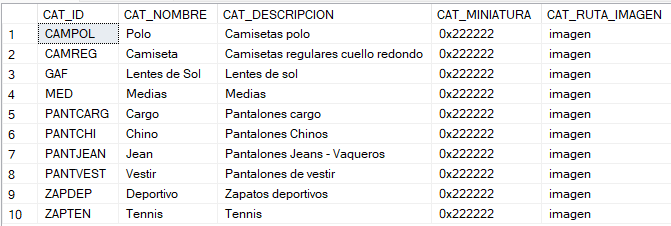 CAT_ID CAT_NOMBRE CAT_DESCRIPCION CAT_MINIATURA CAT_RUTA_IMAGEN
1 CAMPOL Polo Camisetas polo 0x222222 imagen
2 CAMREG Camiseta Camisetas regulares cuello redondo 0x222222 imagen
3 GAF Lentes de Sol Lentes de sol 0x222222 imagen
4 MED Medias Medias 0x222222 imagen
5 PANTCARG Cargo Pantalones cargo 0x222222 imagen
6 PANTCHI Chino Pantalones Chinos 0x222222 imagen
7 PANTJEAN Jean Pantalones Jeans - Vaqueros 0x222222 imagen
8 PANTVEST Vestir Pantalones de vestir 0x222222 imagen
9 ZAPDEP Deportivo Zapatos deportivos 0x222222 imagen
10 ZAPTEN Tennis Tennis 0x222222 imagen